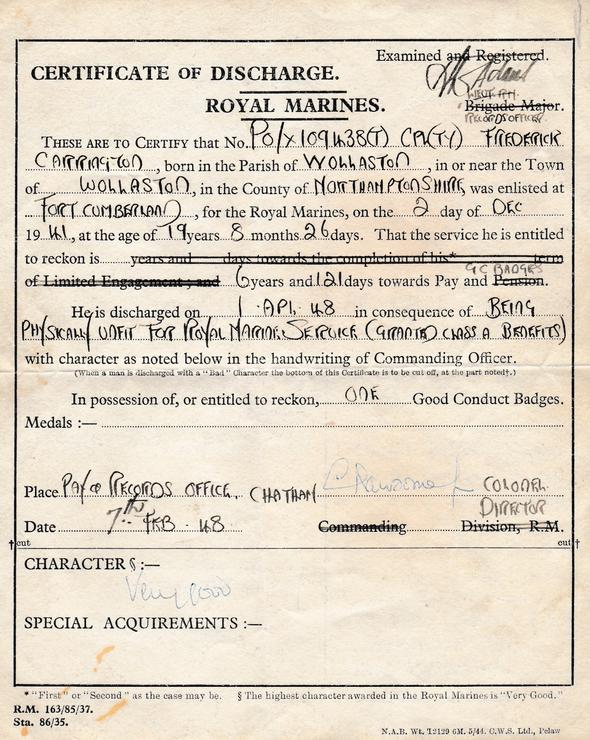 Examined and Registered.
CERTIFICATE OF DISCHARGE.
ROYAL MARINES.
Brigade Major.
RECORDS OFFICER
THESE ARE TO CERTIFY that No. PO/X109438(T) CPL(TY) FREDERICK
CARRINGTON, born in the Parish of WOLLASTON, in or near the Town
of WOLLASTON, in the County of NORTHAMPTONSHIRE, was enlisted at
FORT CUMBERLAND, for the Royal Marines, on the 2 day of DEC
19 41, at the age of 19 years 8 months 26 days. That the service he is entitled
to reckon is years and days towards the completion of his* term
GC BADGES
of Limited Engagement; and 6 years and 121 days towards Pay and Pension.
He is discharged on 1 · APL · 48 in consequence of BEING
PHYSICALLY UNFIT FOR ROYAL MARINE SERVICE (GRANTED CLASS A BENEFITS)
with character as noted below in the handwriting of Commanding Officer.
(When a man is discharged with a "Bad" Character the bottom of this Certificate is to be cut off, at the part noted†.)
In possession of, or entitled to reckon, ONE Good Conduct Badges.
Medals :—
Place PAY & RECORDS OFFICE, CHATHAM COLONEL
DIRECTOR
Date 7th FEB · 48 Commanding Division, R.M.
†cut cut†
CHARACTER § :—
Very good
SPECIAL ACQUIREMENTS :—
* "First" or "Second" as the case may be. § The highest character awarded in the Royal Marines is "Very Good."
R.M. 163/85/37.
Sta. 86/35.
N.A.B. Wt. 12129 6M. 5/44. C.W.S. Ltd., Pelaw